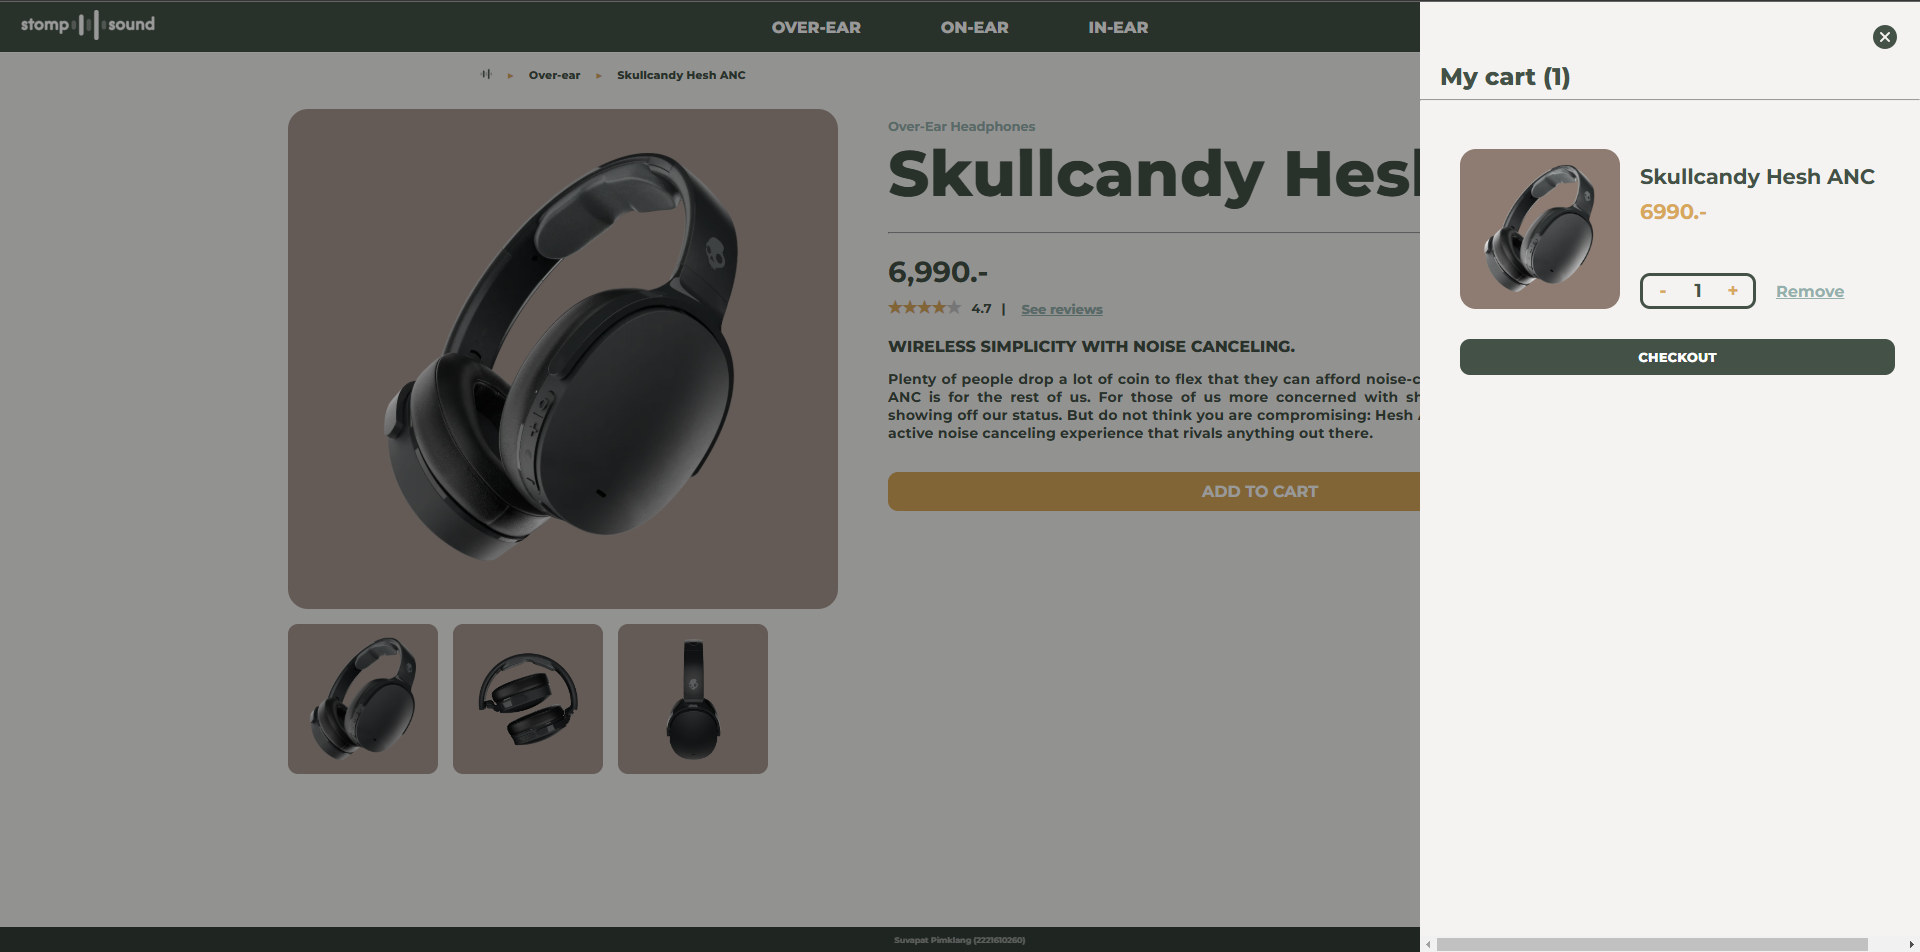 stomp sound
OVER-EAR ON-EAR IN-EAR
Over-ear Skullcandy Hesh ANC
Over-Ear Headphones
Skullcandy Hes
6,990.-
4.7 | See reviews
WIRELESS SIMPLICITY WITH NOISE CANCELING.
Plenty of people drop a lot of coin to flex that they can afford noise-c
ANC is for the rest of us. For those of us more concerned with sh
showing off our status. But do not think you are compromising: Hesh
active noise canceling experience that rivals anything out there.
ADD TO CART
My cart (1)
Skullcandy Hesh ANC
6990.-
- 1 + Remove
CHECKOUT
Suvapat Pimklang (2221610260)